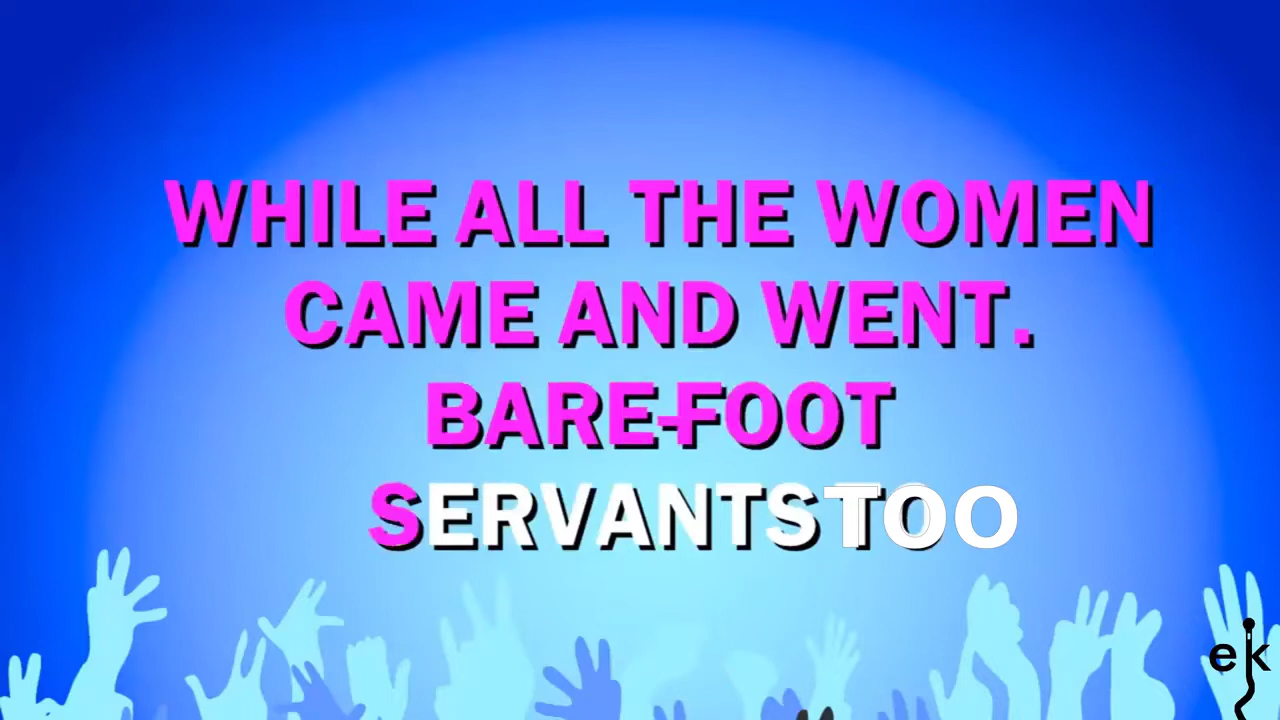 WHILE ALL THE WOMEN
CAME AND WENT.
BARE-FOOT
SERVANTS TOO
ek